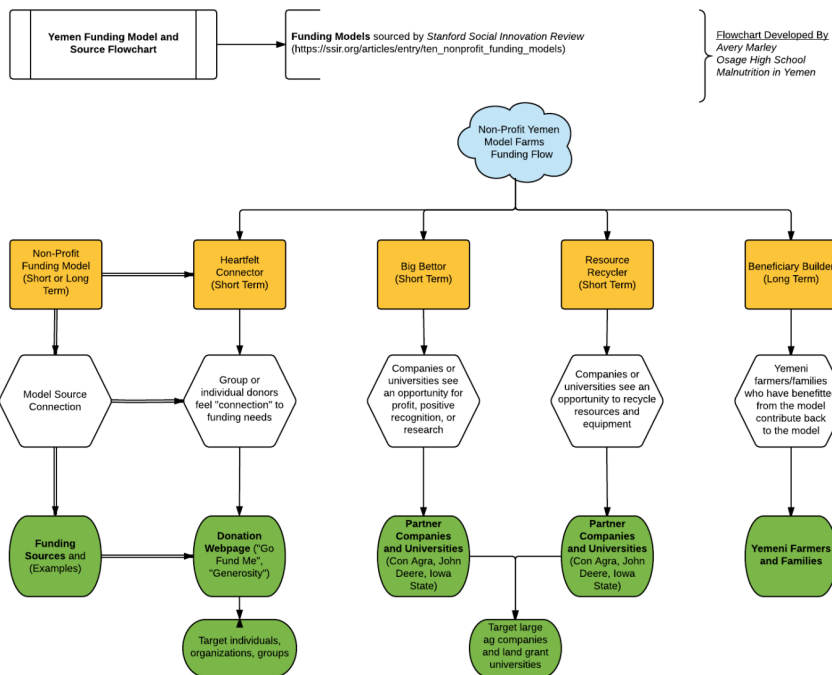 Yemen Funding Model and
Source Flowchart
Funding Models sourced by Stanford Social Innovation Review
(https://ssir.org/articles/entry/ten_nonprofit_funding_models)
Flowchart Developed By
Avery Marley
Osage High School
Malnutrition in Yemen
Non-Profit Yemen
Model Farms
Funding Flow
Non-Profit
Funding Model
(Short or Long
Term)
Heartfelt
Connector
(Short Term)
Big Bettor
(Short Term)
Resource
Recycler
(Short Term)
Beneficiary Builder
(Long Term)
Model Source
Connection
Group or
individual donors
feel "connection" to
funding needs
Companies or
universities see
an opportunity for
profit, positive
recognition, or
research
Companies or
universities see an
opportunity to recycle
resources and
equipment
Yemeni
farmers/families
who have benefitted
from the model
contribute back
to the model
Funding
Sources and
(Examples)
Donation
Webpage ("Go
Fund Me",
"Generosity")
Partner
Companies
and Universities
(Con Agra, John
Deere, Iowa
State)
Partner
Companies
and Universities
(Con Agra, John
Deere, Iowa
State)
Yemeni Farmers
and Families
Target individuals,
organizations, groups
Target large
ag companies
and land grant
universities